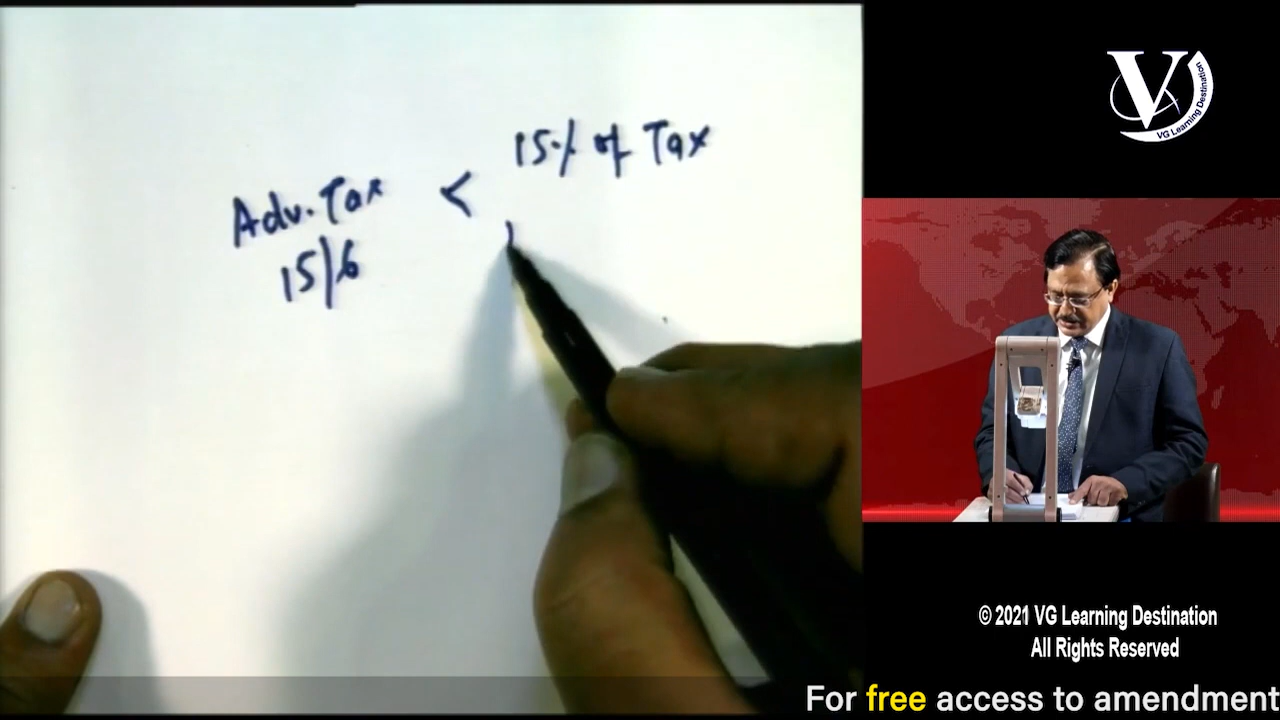 15% of Tax
Adv. Tax <
15/6
V
VG Learning Destination
© 2021 VG Learning Destination
All Rights Reserved
For free access to amendment